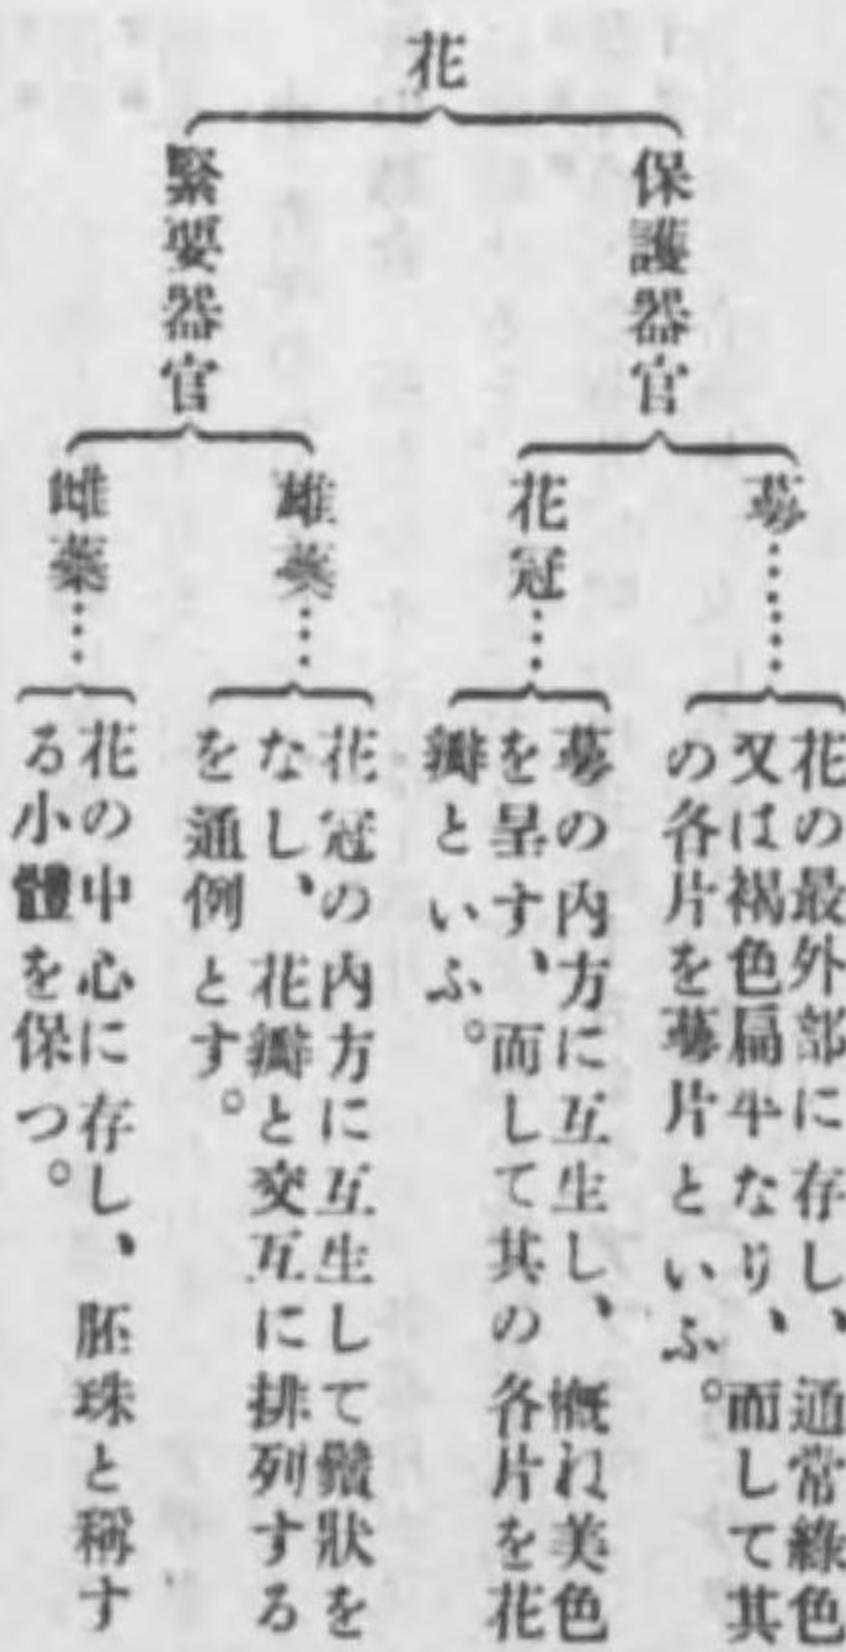 花
保護器官
萼……
花の最外部に存し、通常綠色
又は褐色扁平なり、而して其
の各片を萼片といふ。
花冠…
萼の内方に互生し、概ね美色
を呈す、而して其の各片を花
瓣といふ。
緊要器官
雄蕋…
花冠の内方に互生して鬚狀を
なし、花瓣と交互に排列する
を通例とす。
雌蕋…
花の中心に存し、胚珠と稱す
る小體を保つ。